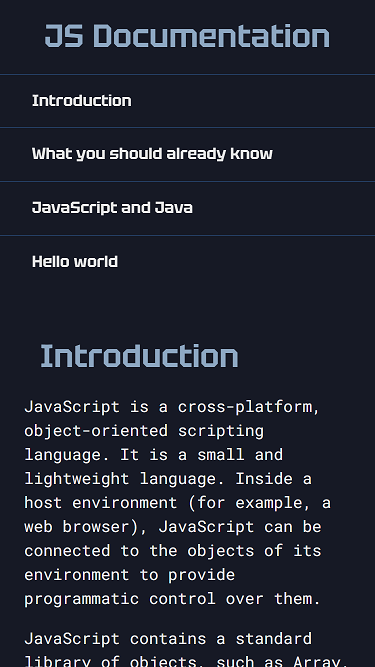 JS Documentation
Introduction
What you should already know
JavaScript and Java
Hello world
Introduction
JavaScript is a cross-platform,
object-oriented scripting
language. It is a small and
lightweight language. Inside a
host environment (for example, a
web browser), JavaScript can be
connected to the objects of its
environment to provide
programmatic control over them.
JavaScript contains a standard
library of objects, such as Array,